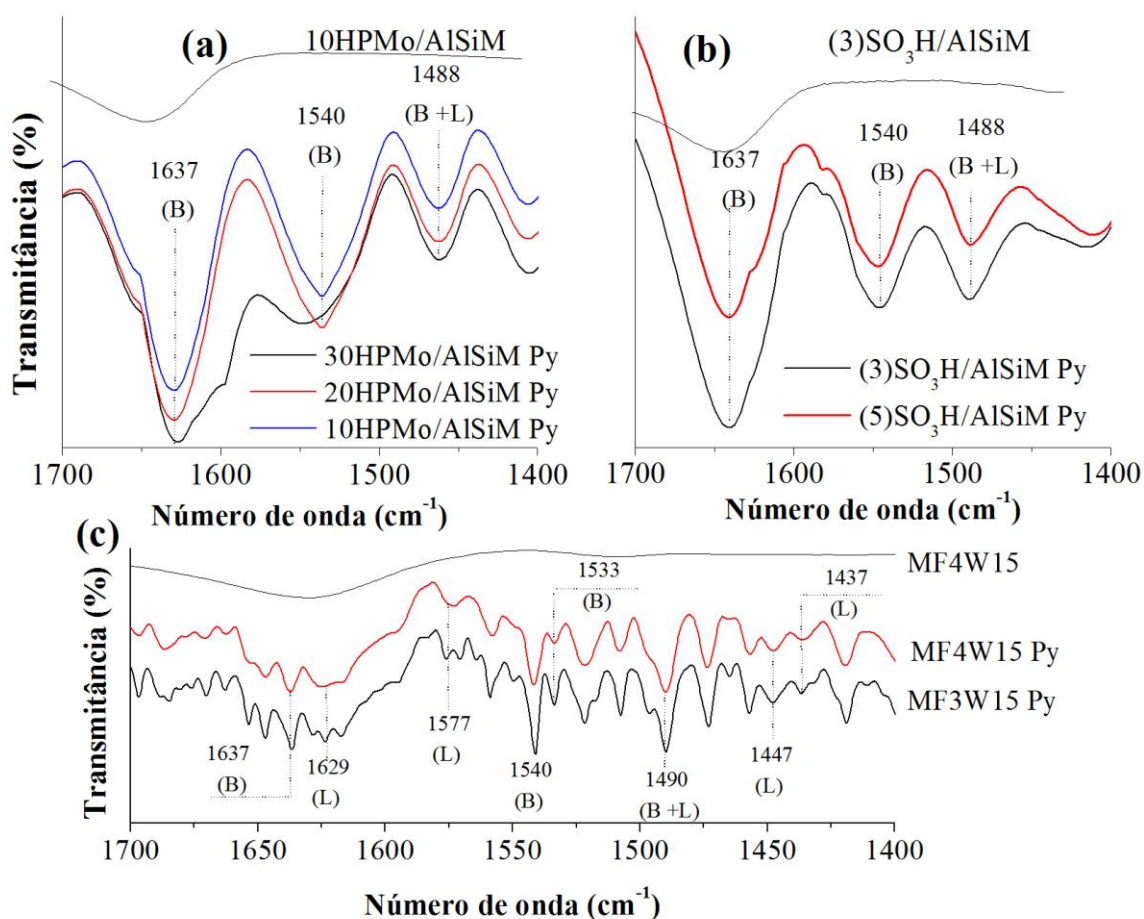 (a)
10HPMo/AlSiM
1488
(B +L)
1540
(B)
1637
(B)
30HPMo/AlSiM Py
20HPMo/AlSiM Py
10HPMo/AlSiM Py
Transmitância (%)
1700
1600
1500
1400
Número de onda (cm⁻¹)
(b)
(3)SO₃H/AlSiM
1637
(B)
1540
(B)
1488
(B +L)
(3)SO₃H/AlSiM Py
(5)SO₃H/AlSiM Py
1700
1600
1500
1400
Número de onda (cm⁻¹)
(c)
Transmitância (%)
MF4W15
MF4W15 Py
MF3W15 Py
1533
(B)
1437
(L)
1637
(B)
1629
(L)
1577
(L)
1540
(B)
1490
(B +L)
1447
(L)
1700
1650
1600
1550
1500
1450
1400
Número de onda (cm⁻¹)